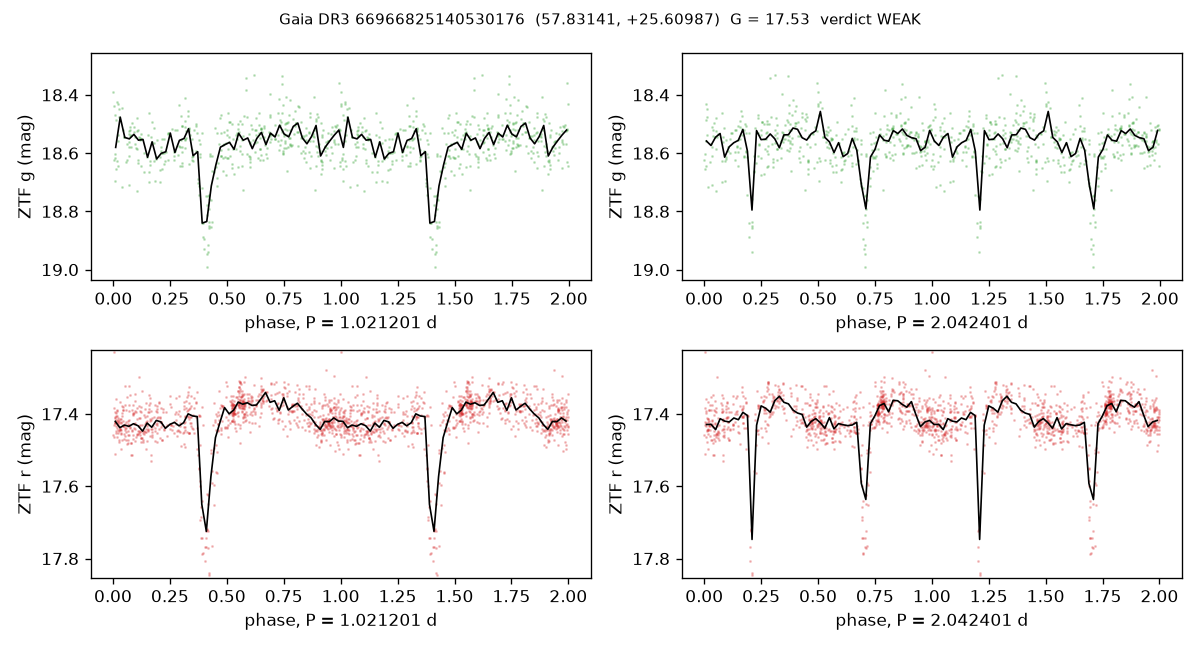 Gaia DR3 66966825140530176 (57.83141, +25.60987) G = 17.53 verdict WEAK
ZTF g (mag)
18.4
18.6
18.8
19.0
0.00 0.25 0.50 0.75 1.00 1.25 1.50 1.75 2.00
phase, P = 1.021201 d
ZTF g (mag)
18.4
18.6
18.8
19.0
0.00 0.25 0.50 0.75 1.00 1.25 1.50 1.75 2.00
phase, P = 2.042401 d
ZTF r (mag)
17.4
17.6
17.8
0.00 0.25 0.50 0.75 1.00 1.25 1.50 1.75 2.00
phase, P = 1.021201 d
ZTF r (mag)
17.4
17.6
17.8
0.00 0.25 0.50 0.75 1.00 1.25 1.50 1.75 2.00
phase, P = 2.042401 d